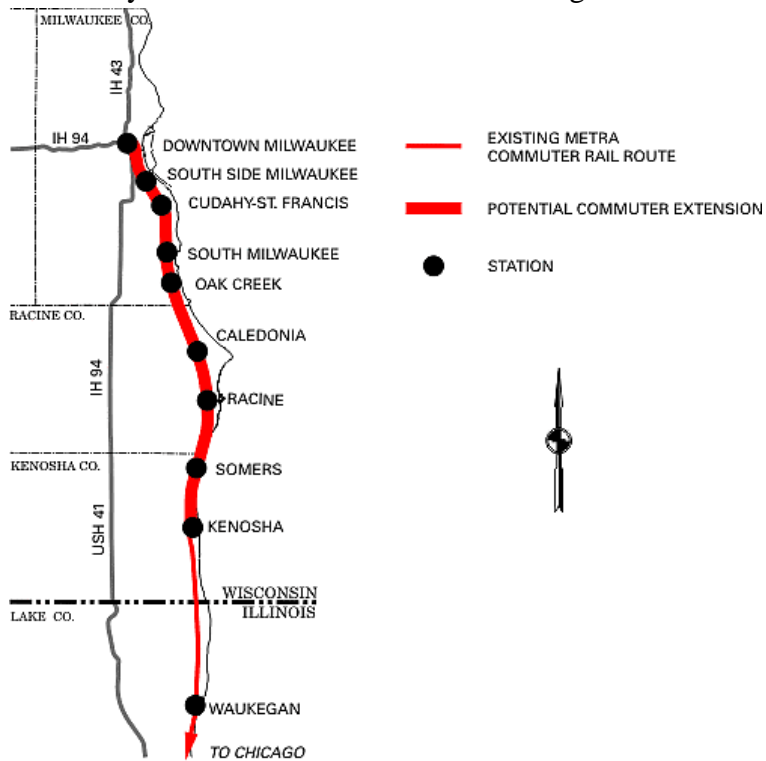 MILWAUKEE CO.
IH 43
IH 94
DOWNTOWN MILWAUKEE
SOUTH SIDE MILWAUKEE
CUDAHY-ST. FRANCIS
SOUTH MILWAUKEE
OAK CREEK
RACINE CO.
CALEDONIA
IH 94
RACINE
KENOSHA CO.
SOMERS
USH 41
KENOSHA
WISCONSIN
ILLINOIS
LAKE CO.
WAUKEGAN
TO CHICAGO
EXISTING METRA
COMMUTER RAIL ROUTE
POTENTIAL COMMUTER EXTENSION
STATION